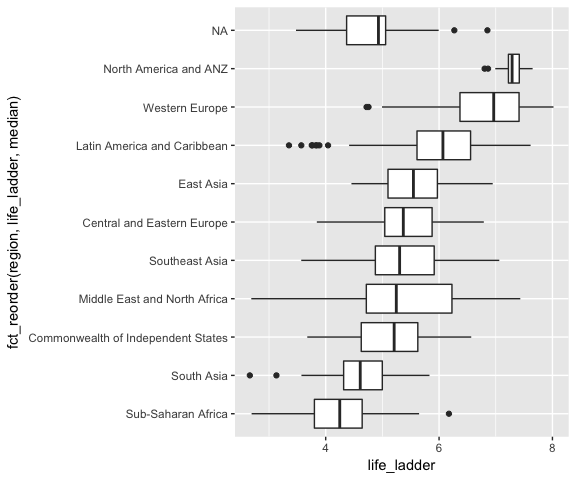 NA
North America and ANZ
Western Europe
Latin America and Caribbean
East Asia
Central and Eastern Europe
Southeast Asia
Middle East and North Africa
Commonwealth of Independent States
South Asia
Sub-Saharan Africa
fct_reorder(region, life_ladder, median)
4 6 8
life_ladder